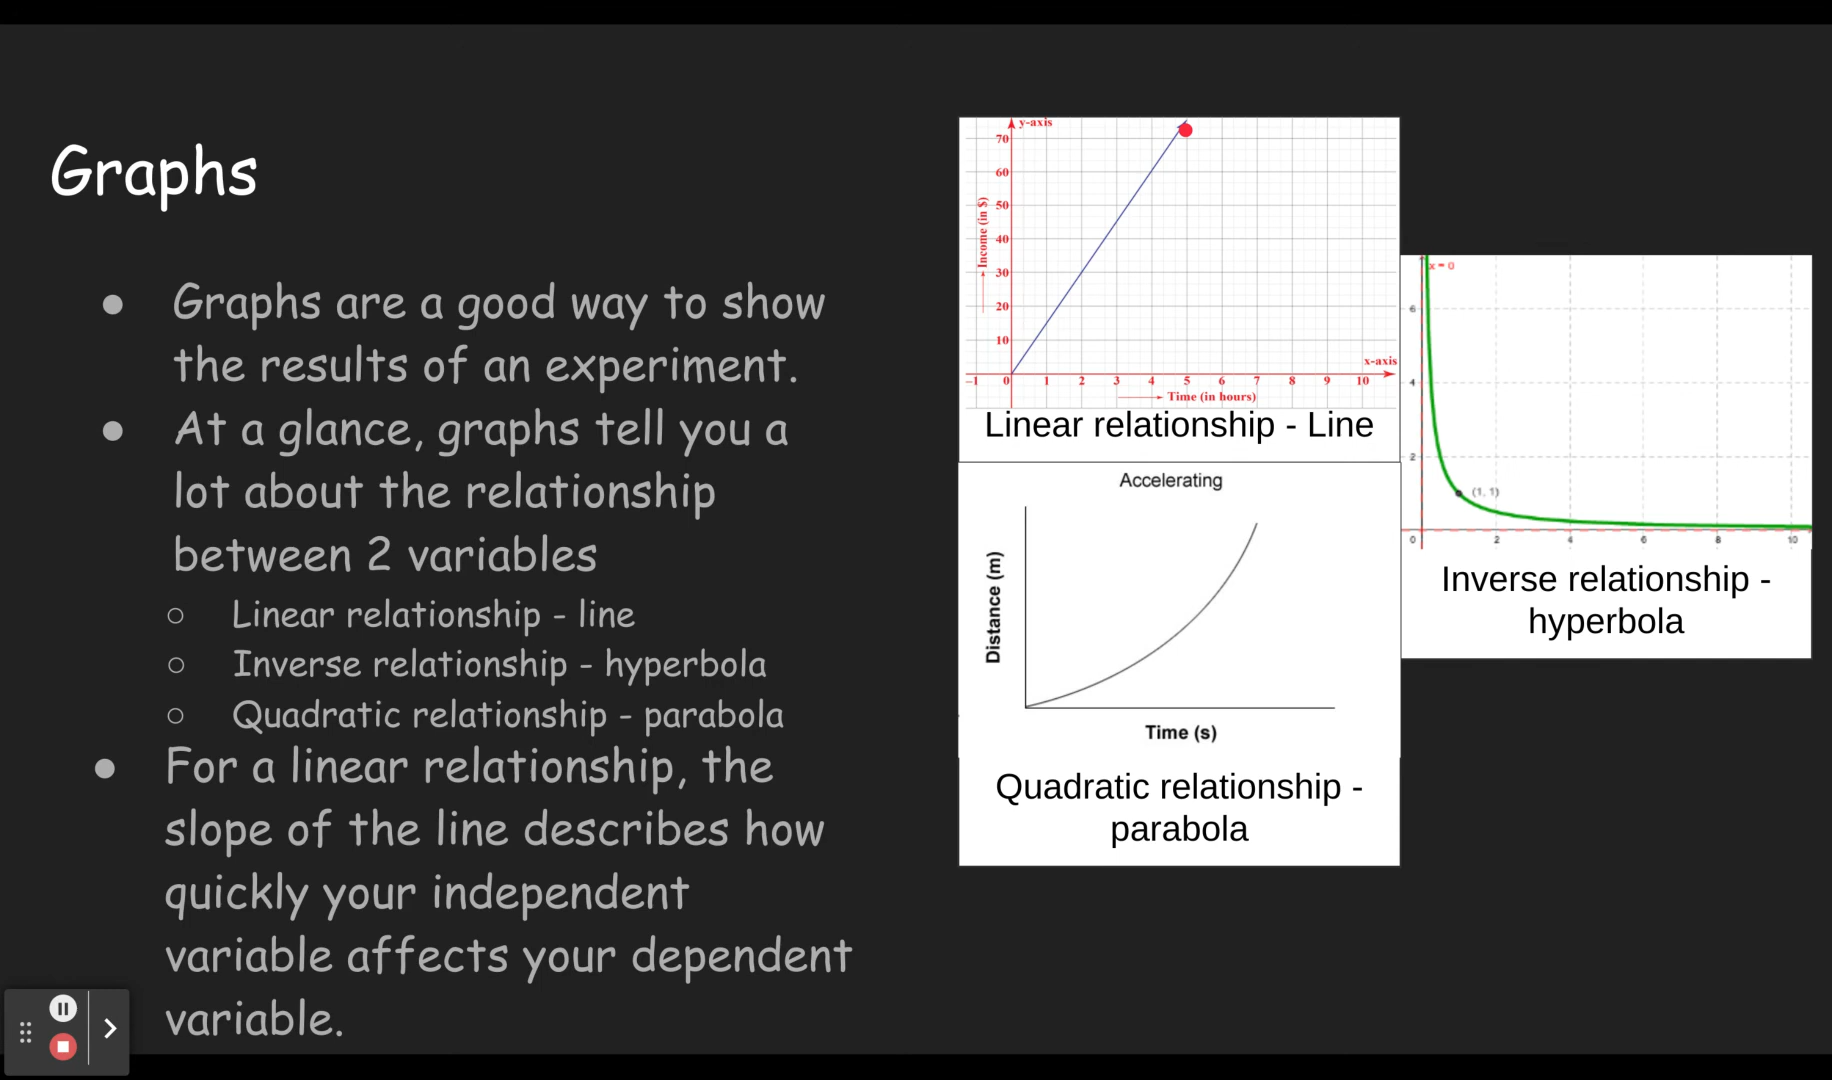 Graphs
● Graphs are a good way to show
the results of an experiment.
● At a glance, graphs tell you a
lot about the relationship
between 2 variables
○ Linear relationship - line
○ Inverse relationship - hyperbola
○ Quadratic relationship - parabola
● For a linear relationship, the
slope of the line describes how
quickly your independent
variable affects your dependent
variable.
y-axis
70
60
50
40
30
20
10
Income (in $)
x-axis
-1 0 1 2 3 4 5 6 7 8 9 10
Time (in hours)
Linear relationship - Line
x = 0
6
4
2
(1, 1)
0 2 4 6 8 10
Inverse relationship -
hyperbola
Accelerating
Distance (m)
Time (s)
Quadratic relationship -
parabola